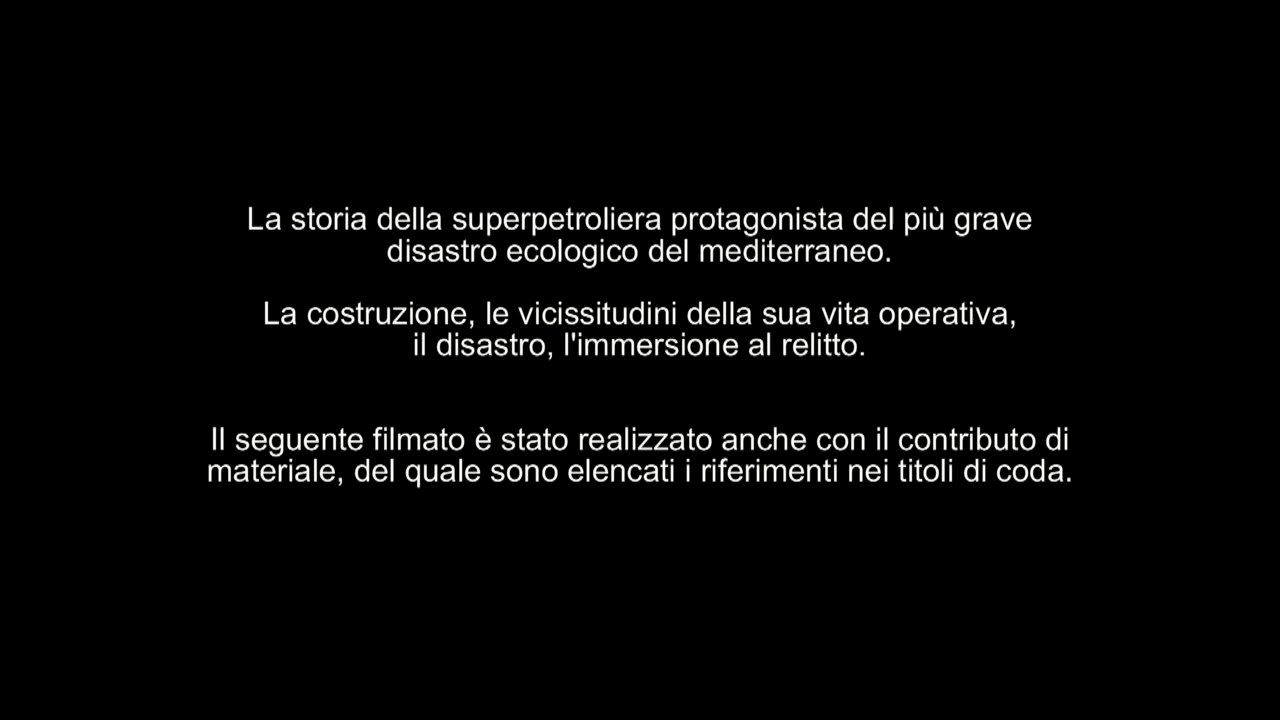 La storia della superpetroliera protagonista del più grave
disastro ecologico del mediterraneo.
La costruzione, le vicissitudini della sua vita operativa,
il disastro, l'immersione al relitto.
Il seguente filmato è stato realizzato anche con il contributo di
materiale, del quale sono elencati i riferimenti nei titoli di coda.